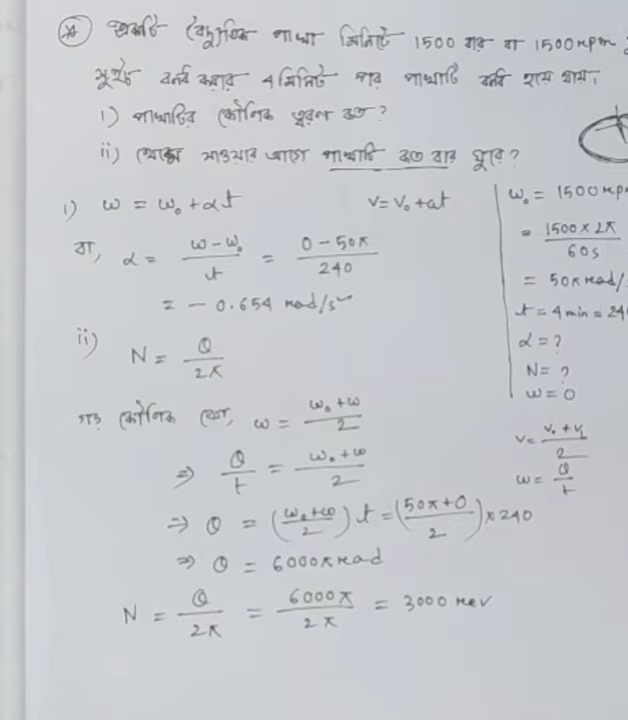 একটি বৈদ্যুতিক পাখা মিনিটে 1500 বার বা 1500rpm;
সুইচ বন্ধ করার 4 মিনিট পর পাখাটি বন্ধ হয়ে যায়।
i) পাখাটির কৌণিক ত্বরণ কত?
ii) থেমে যাওয়ার আগে পাখাটি কত বার ঘুরে?
i) ω = ω₀ + αt
v = v₀ + at
বা, α = (ω - ω₀)/t = (0 - 50π)/240
= - 0.654 rad/s²
ii) N = θ/2π
গড় কৌণিক বেগ, ω = (ω₀ + ω)/2
⇒ θ/t = (ω₀ + ω)/2
⇒ θ = ((ω₀+ω)/2) t = ((50π+0)/2) × 240
⇒ θ = 6000π rad
N = θ/2π = 6000π/2π = 3000 rev
ω₀ = 1500 rp
= (1500 × 2π)/60s
= 50π rad/
t = 4 min = 24
α = ?
N = ?
ω = 0
v = (v₀ + v)/2
ω = θ/t